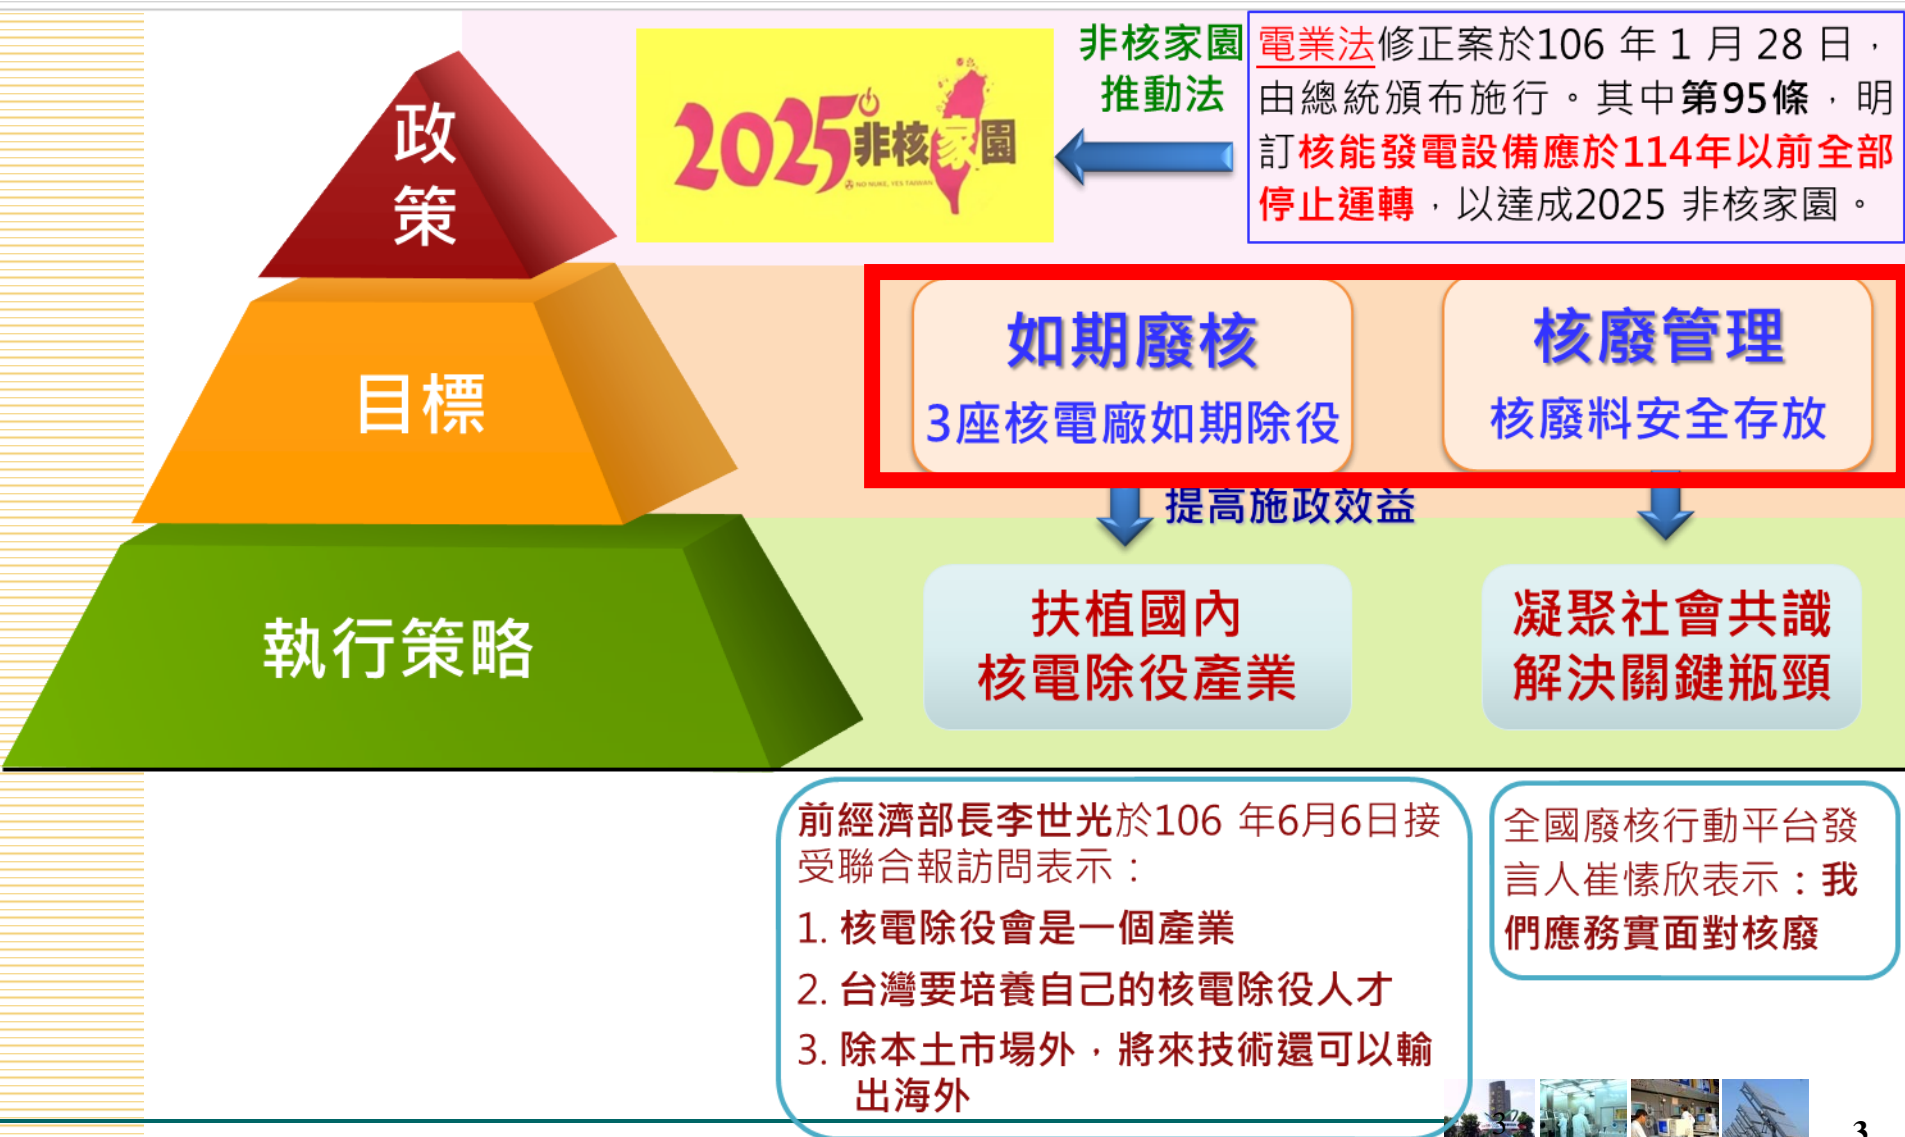 非核家園
推動法
電業法修正案於106 年 1 月 28 日，
由總統頒布施行。其中第95條，明
訂核能發電設備應於114年以前全部
停止運轉，以達成2025 非核家園。
政
策
2025非核家園
NO NUKE, YES TAIWAN
目標
如期廢核
3座核電廠如期除役
核廢管理
核廢料安全存放
提高施政效益
執行策略
扶植國內
核電除役產業
凝聚社會共識
解決關鍵瓶頸
前經濟部長李世光於106 年6月6日接
受聯合報訪問表示：
1. 核電除役會是一個產業
2. 台灣要培養自己的核電除役人才
3. 除本土市場外，將來技術還可以輸
出海外
全國廢核行動平台發
言人崔愫欣表示：我
們應務實面對核廢
3
3